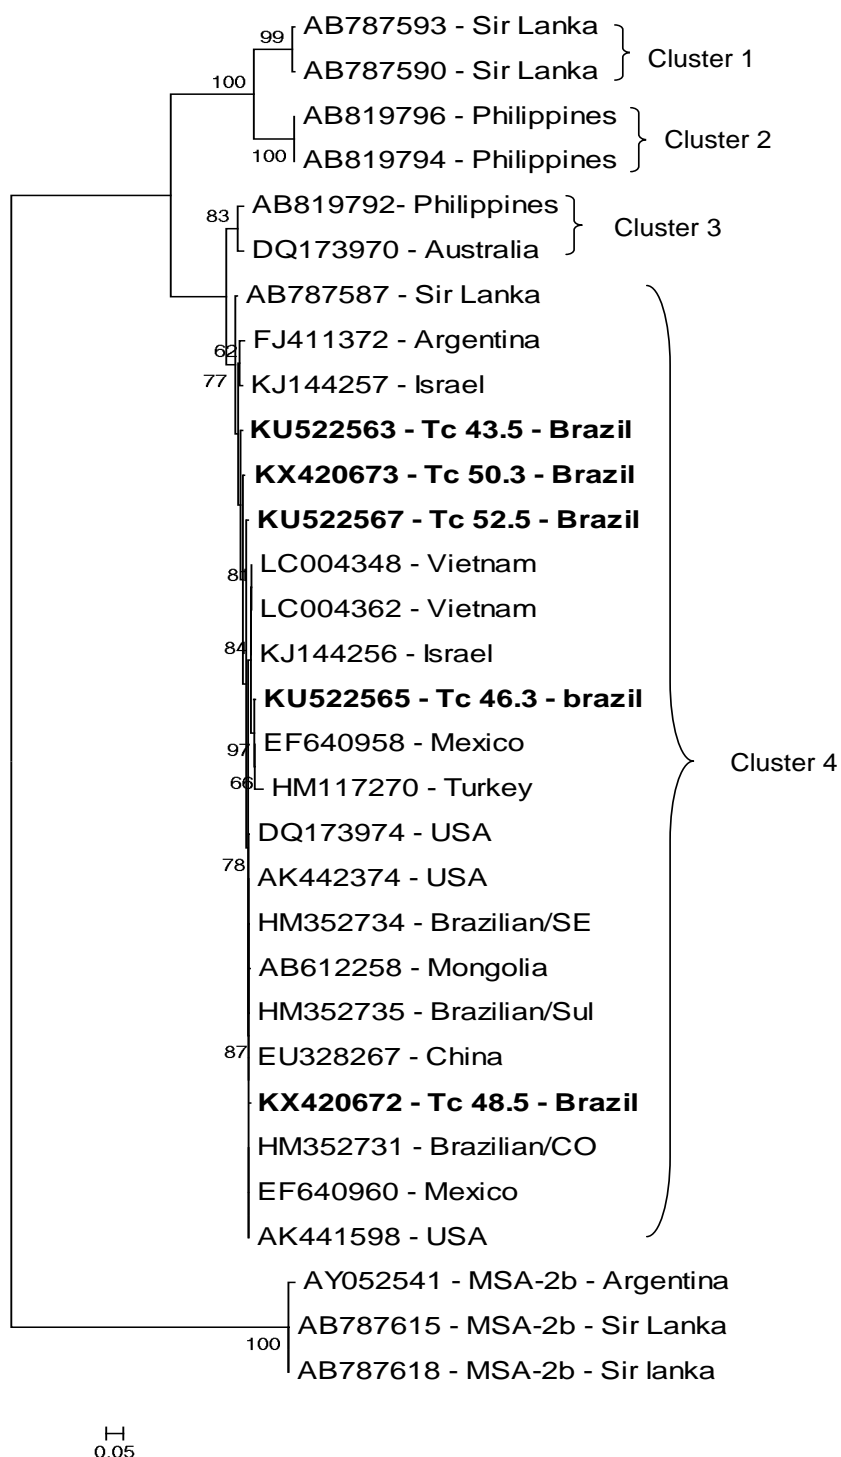 AB787593 - Sir Lanka
99
Cluster 1
AB787590 - Sir Lanka
100
AB819796 - Philippines
Cluster 2
100
AB819794 - Philippines
AB819792- Philippines
83
Cluster 3
DQ173970 - Australia
AB787587 - Sir Lanka
FJ411372 - Argentina
62
77
KJ144257 - Israel
KU522563 - Tc 43.5 - Brazil
KX420673 - Tc 50.3 - Brazil
KU522567 - Tc 52.5 - Brazil
LC004348 - Vietnam
81
LC004362 - Vietnam
84
KJ144256 - Israel
KU522565 - Tc 46.3 - brazil
EF640958 - Mexico
97
Cluster 4
66
HM117270 - Turkey
DQ173974 - USA
78
AK442374 - USA
HM352734 - Brazilian/SE
AB612258 - Mongolia
HM352735 - Brazilian/Sul
87
EU328267 - China
KX420672 - Tc 48.5 - Brazil
HM352731 - Brazilian/CO
EF640960 - Mexico
AK441598 - USA
AY052541 - MSA-2b - Argentina
AB787615 - MSA-2b - Sir Lanka
100
AB787618 - MSA-2b - Sir lanka
0.05